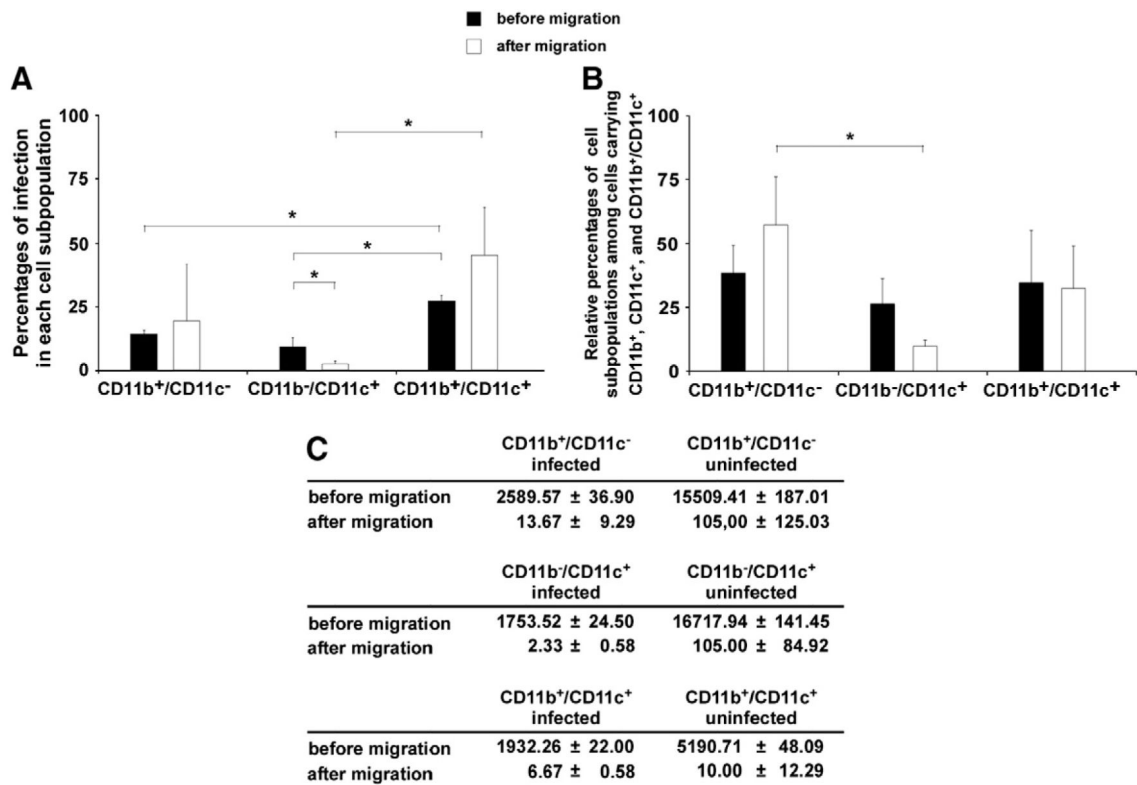 before migration
after migration
A
Percentages of infection
in each cell subpopulation
100
75
50
25
0
*
*
*
*
CD11b⁺/CD11c⁻
CD11b⁻/CD11c⁺
CD11b⁺/CD11c⁺
B
Relative percentages of cell
subpopulations among cells carrying
CD11b⁺, CD11c⁺, and CD11b⁺/CD11c⁺
100
75
50
25
0
*
CD11b⁺/CD11c⁻
CD11b⁻/CD11c⁺
CD11b⁺/CD11c⁺
C
CD11b⁺/CD11c⁻ CD11b⁺/CD11c⁻
infected uninfected
before migration 2589.57 ± 36.90 15509.41 ± 187.01
after migration 13.67 ± 9.29 105,00 ± 125.03
CD11b⁻/CD11c⁺ CD11b⁻/CD11c⁺
infected uninfected
before migration 1753.52 ± 24.50 16717.94 ± 141.45
after migration 2.33 ± 0.58 105.00 ± 84.92
CD11b⁺/CD11c⁺ CD11b⁺/CD11c⁺
infected uninfected
before migration 1932.26 ± 22.00 5190.71 ± 48.09
after migration 6.67 ± 0.58 10.00 ± 12.29